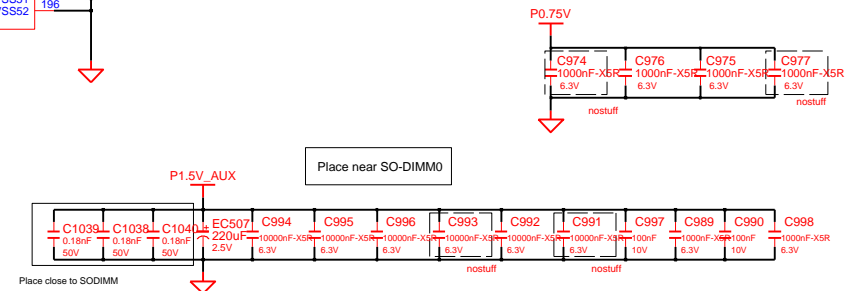 VSS52 196
P0.75V
C974 C976 C975 C977
1000nF-X5R 1000nF-X5R 1000nF-X5R 1000nF-X5R
6.3V 6.3V 6.3V 6.3V
nostuff nostuff
Place near SO-DIMM0
P1.5V_AUX
C1039 C1038 C1040 EC507 C994 C995 C996 C993 C992 C991 C997 C989 C990 C998
0.18nF 0.18nF 0.18nF 220uF 10000nF-X5R 10000nF-X5R 10000nF-X5R 10000nF-X5R 10000nF-X5R 10000nF-X5R 100nF 1000nF-X5R 100nF 1000nF-X5R
50V 50V 50V 2.5V 6.3V 6.3V 6.3V 6.3V 6.3V 6.3V 10V 6.3V 10V 6.3V
nostuff nostuff
Place close to SODIMM